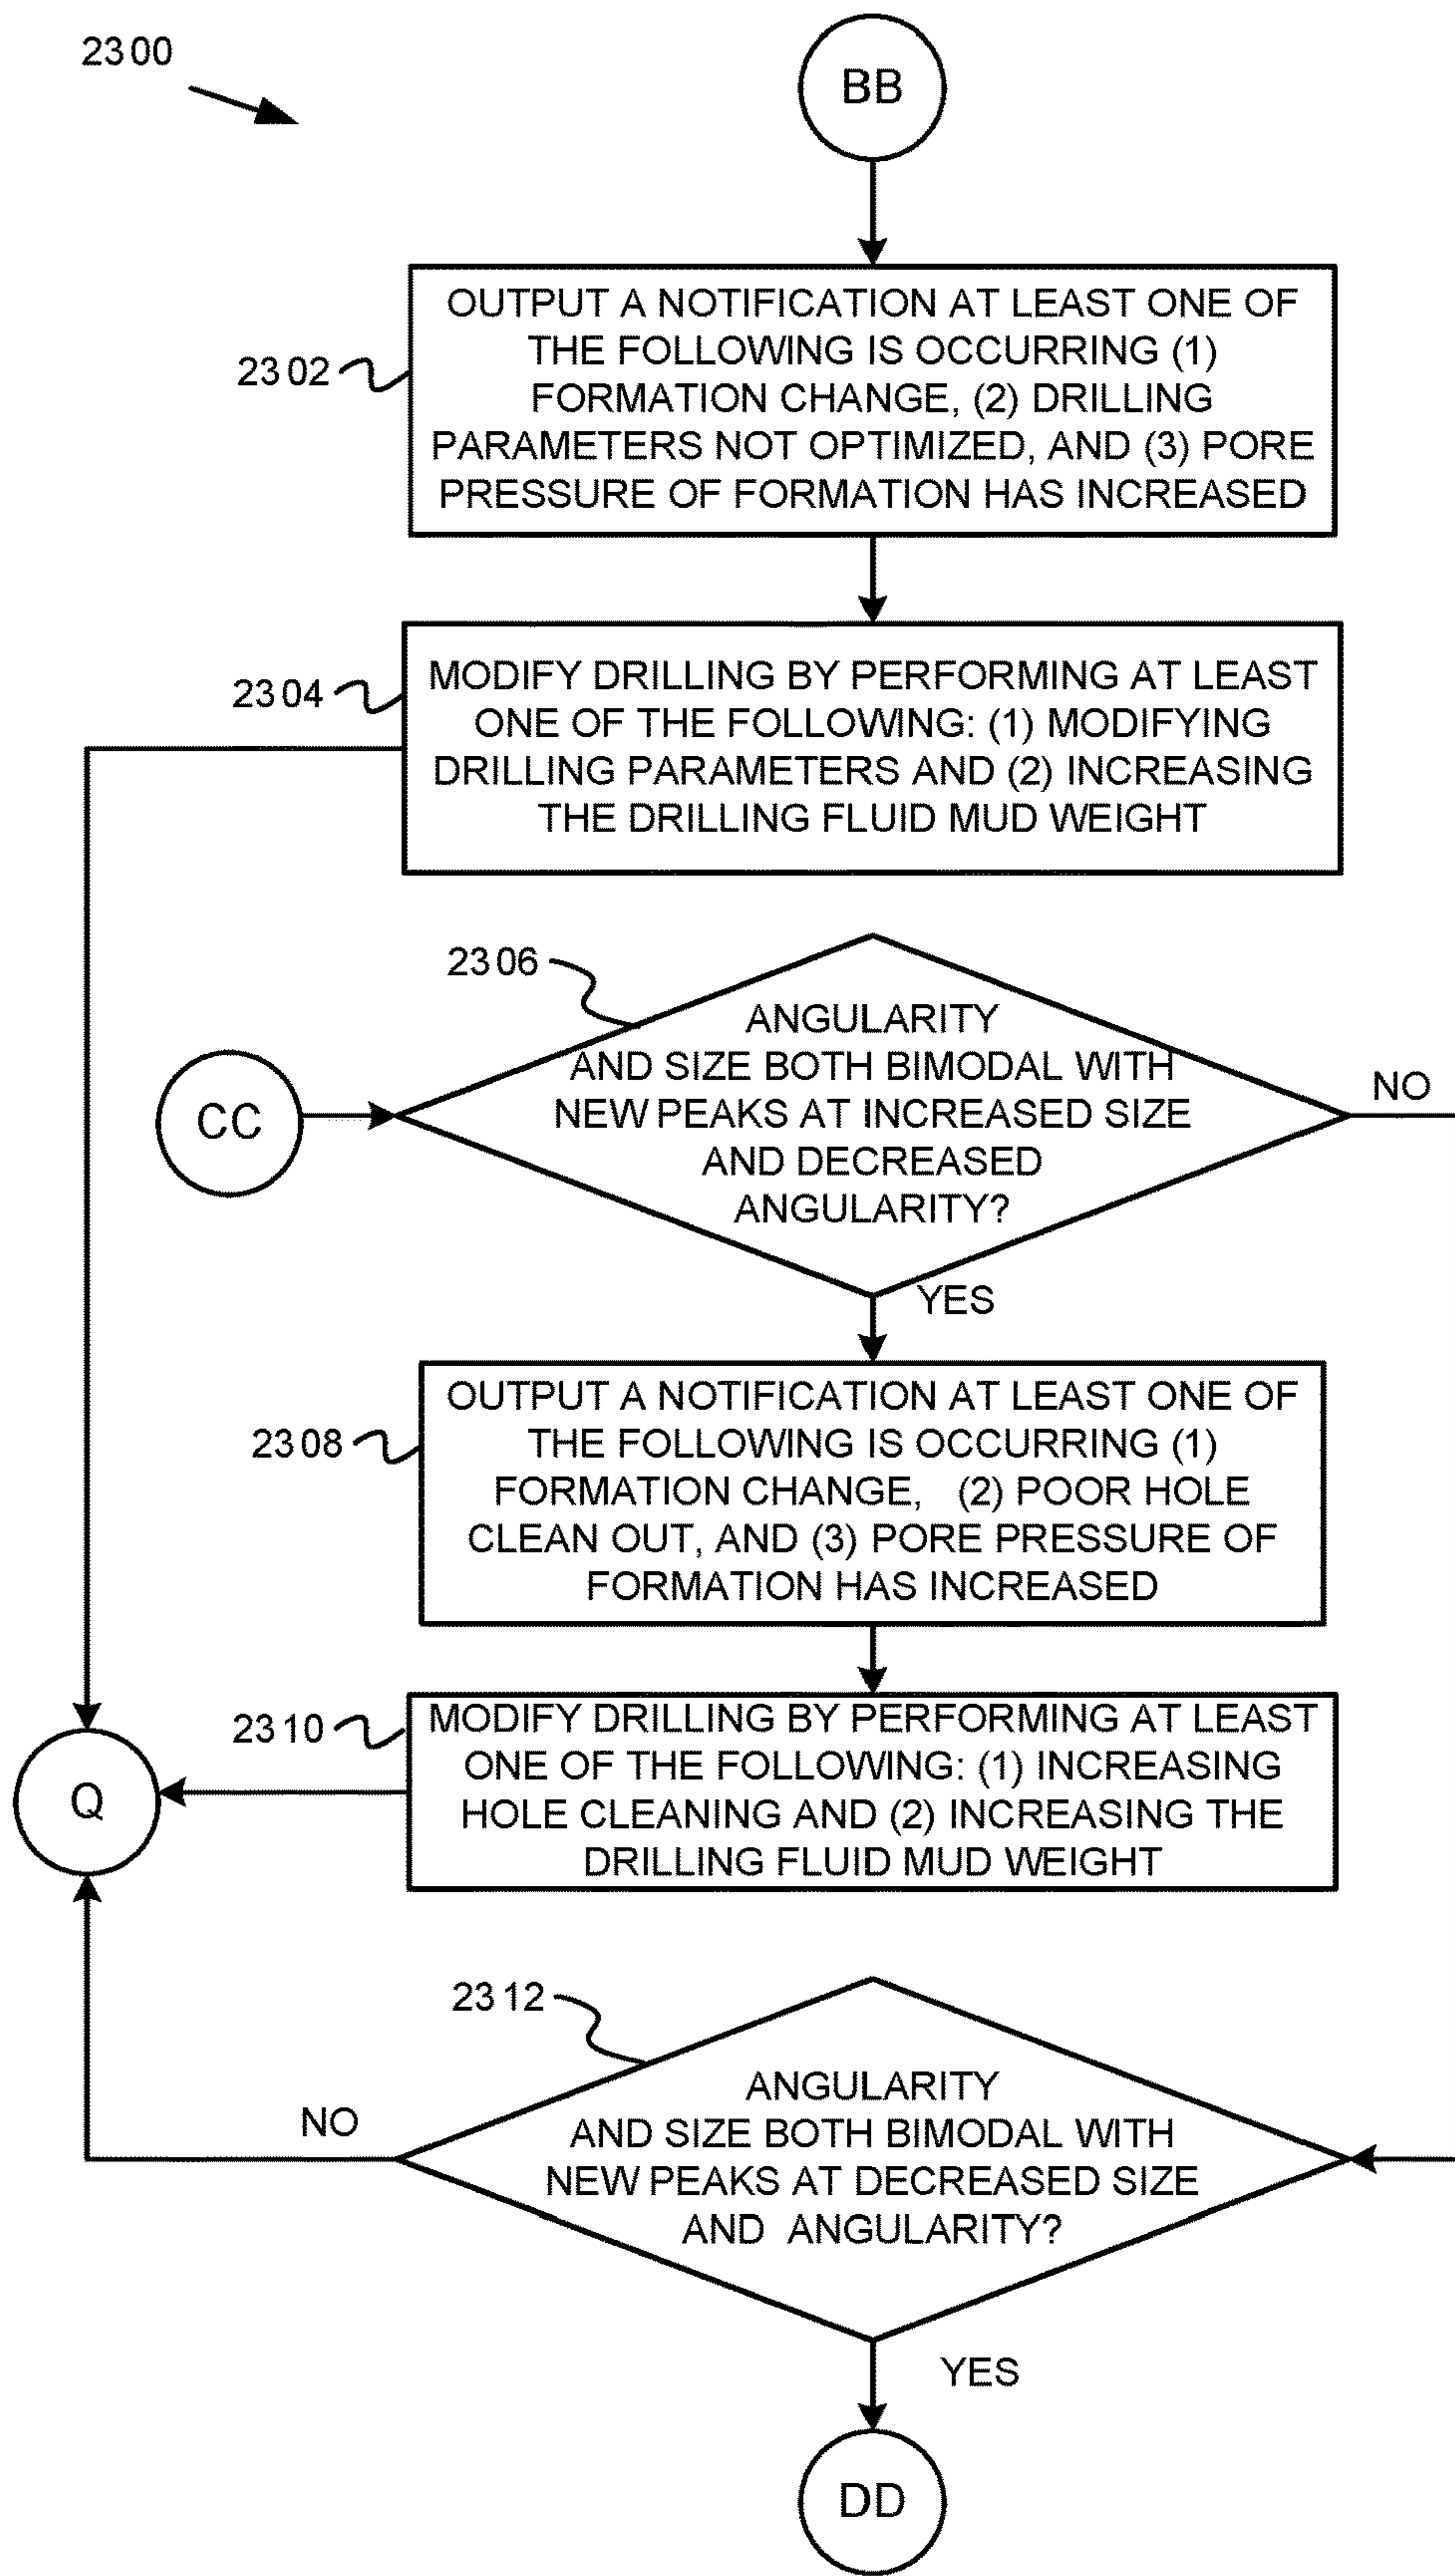 2300
BB
2302
OUTPUT A NOTIFICATION AT LEAST ONE OF
THE FOLLOWING IS OCCURRING (1)
FORMATION CHANGE, (2) DRILLING
PARAMETERS NOT OPTIMIZED, AND (3) PORE
PRESSURE OF FORMATION HAS INCREASED
2304
MODIFY DRILLING BY PERFORMING AT LEAST
ONE OF THE FOLLOWING: (1) MODIFYING
DRILLING PARAMETERS AND (2) INCREASING
THE DRILLING FLUID MUD WEIGHT
2306
CC
ANGULARITY
AND SIZE BOTH BIMODAL WITH
NEW PEAKS AT INCREASED SIZE
AND DECREASED
ANGULARITY?
NO
YES
2308
OUTPUT A NOTIFICATION AT LEAST ONE OF
THE FOLLOWING IS OCCURRING (1)
FORMATION CHANGE, (2) POOR HOLE
CLEAN OUT, AND (3) PORE PRESSURE OF
FORMATION HAS INCREASED
2310
MODIFY DRILLING BY PERFORMING AT LEAST
ONE OF THE FOLLOWING: (1) INCREASING
HOLE CLEANING AND (2) INCREASING THE
DRILLING FLUID MUD WEIGHT
Q
2312
ANGULARITY
AND SIZE BOTH BIMODAL WITH
NEW PEAKS AT DECREASED SIZE
AND ANGULARITY?
NO
YES
DD